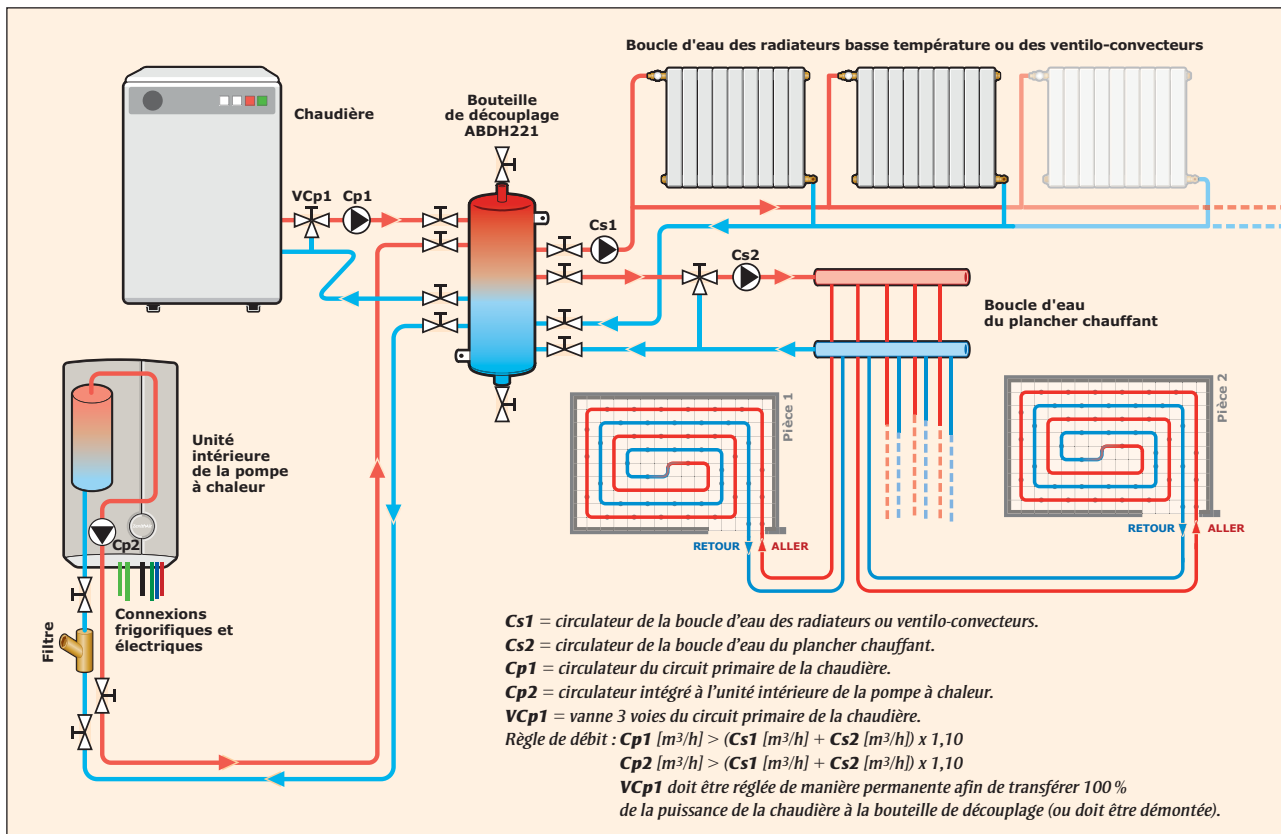 Boucle d'eau des radiateurs basse température ou des ventilo-convecteurs
Chaudière
Bouteille
de découplage
ABDH221
VCp1
Cp1
Cs1
Cs2
Boucle d'eau
du plancher chauffant
Pièce 1
Pièce 2
Unité
intérieure
de la pompe
à chaleur
Cp2
RETOUR
ALLER
RETOUR
ALLER
Connexions
frigorifiques et
électriques
Filtre
Cs1 = circulateur de la boucle d'eau des radiateurs ou ventilo-convecteurs.
Cs2 = circulateur de la boucle d'eau du plancher chauffant.
Cp1 = circulateur du circuit primaire de la chaudière.
Cp2 = circulateur intégré à l'unité intérieure de la pompe à chaleur.
VCp1 = vanne 3 voies du circuit primaire de la chaudière.
Règle de débit : Cp1 [m³/h] > (Cs1 [m³/h] + Cs2 [m³/h]) x 1,10
Cp2 [m³/h] > (Cs1 [m³/h] + Cs2 [m³/h]) x 1,10
VCp1 doit être réglée de manière permanente afin de transférer 100 %
de la puissance de la chaudière à la bouteille de découplage (ou doit être démontée).